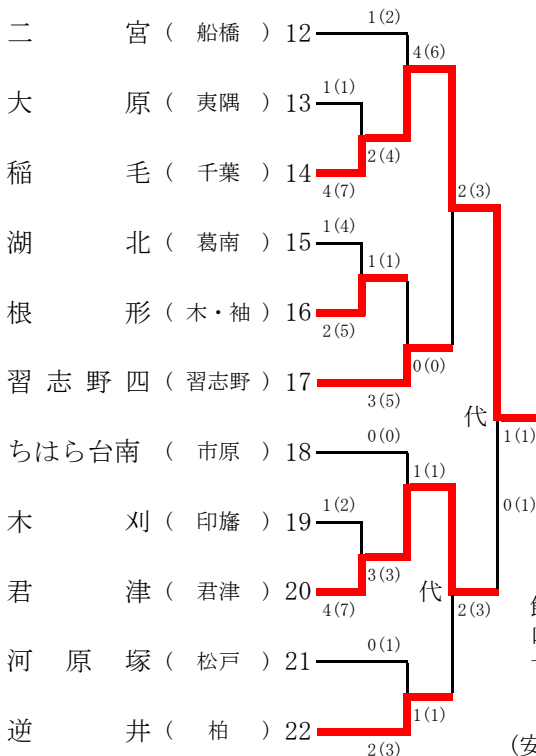 二宮 ( 船橋 ) 12 1(2)
4(6)
大原 ( 夷隅 ) 13 1(1)
2(4)
稲毛 ( 千葉 ) 14 4(7)
2(3)
湖北 ( 葛南 ) 15 1(4)
1(1)
根形 ( 木・袖 ) 16 2(5)
0(0)
習志野四 ( 習志野 ) 17 3(5)
代 1(1)
ちはら台南 ( 市原 ) 18 0(0)
1(1)
木刈 ( 印旛 ) 19 1(2)
0(1)
3(3)
君津 ( 君津 ) 20 4(7)
代 2(3)
河原塚 ( 松戸 ) 21 0(1)
1(1)
逆井 ( 柏 ) 22 2(3)
(安